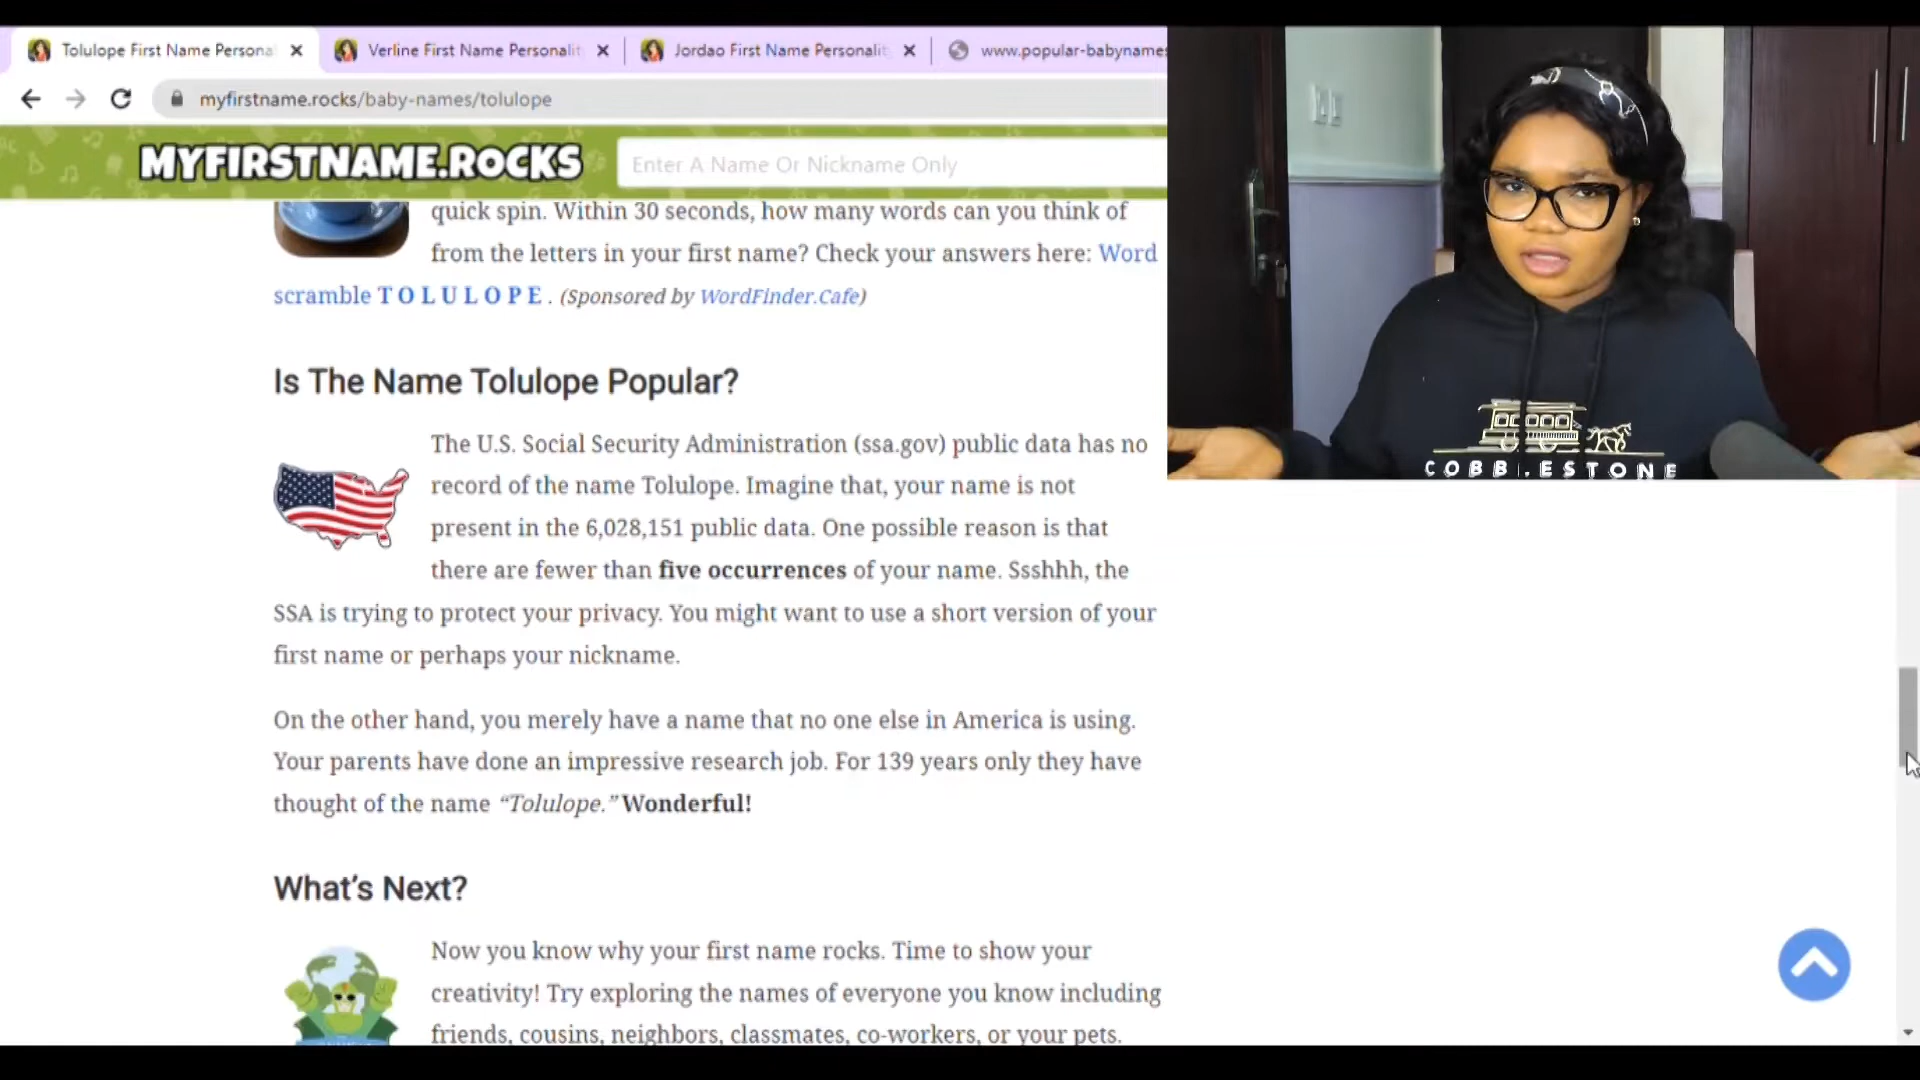 Tolulope First Name Persona
Verline First Name Personalit
Jordao First Name Personalit
www.popular-babynames
myfirstname.rocks/baby-names/tolulope
MYFIRSTNAME.ROCKS
Enter A Name Or Nickname Only
quick spin. Within 30 seconds, how many words can you think of
from the letters in your first name? Check your answers here: Word
scramble T O L U L O P E . (Sponsored by WordFinder.Cafe)
Is The Name Tolulope Popular?
The U.S. Social Security Administration (ssa.gov) public data has no
record of the name Tolulope. Imagine that, your name is not
present in the 6,028,151 public data. One possible reason is that
there are fewer than five occurrences of your name. Ssshhh, the
SSA is trying to protect your privacy. You might want to use a short version of your
first name or perhaps your nickname.
On the other hand, you merely have a name that no one else in America is using.
Your parents have done an impressive research job. For 139 years only they have
thought of the name “Tolulope.” Wonderful!
What’s Next?
Now you know why your first name rocks. Time to show your
creativity! Try exploring the names of everyone you know including
friends, cousins, neighbors, classmates, co-workers, or your pets.
COBBLESTONE